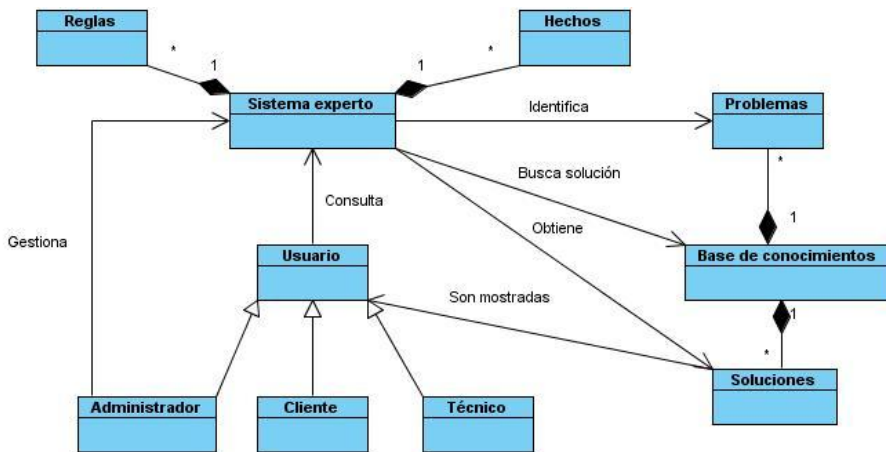 Reglas
Hechos
*
1
1
*
Sistema experto
Problemas
Identifica
*
Busca solución
Consulta
1
Obtiene
Gestiona
Usuario
Base de conocimientos
Son mostradas
1
*
Soluciones
Administrador
Cliente
Técnico